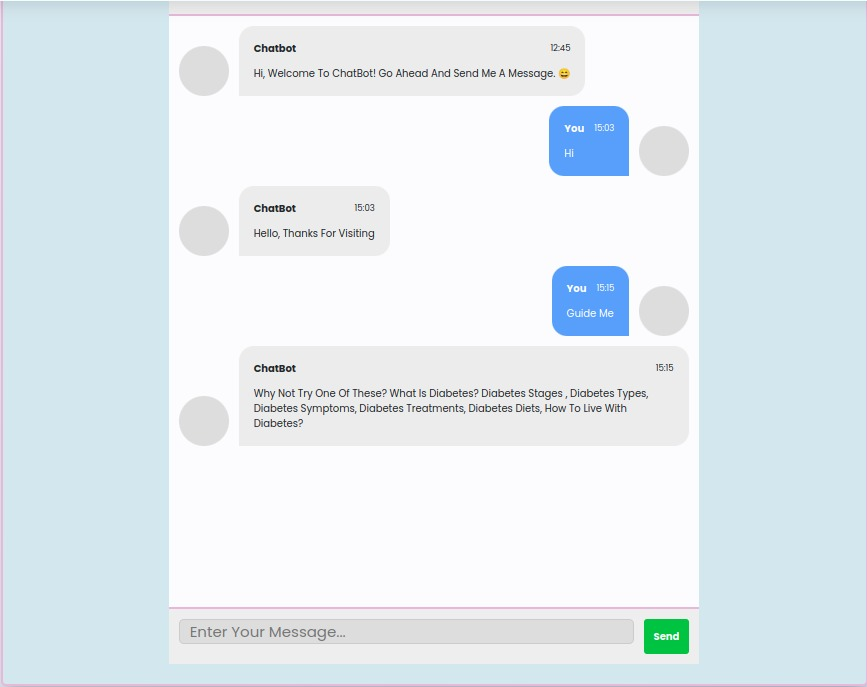 Chatbot 12:45
Hi, Welcome To ChatBot! Go Ahead And Send Me A Message. 😄
You 15:03
Hi
ChatBot 15:03
Hello, Thanks For Visiting
You 15:15
Guide Me
ChatBot 15:15
Why Not Try One Of These? What Is Diabetes? Diabetes Stages , Diabetes Types,
Diabetes Symptoms, Diabetes Treatments, Diabetes Diets, How To Live With
Diabetes?
Enter Your Message...
Send